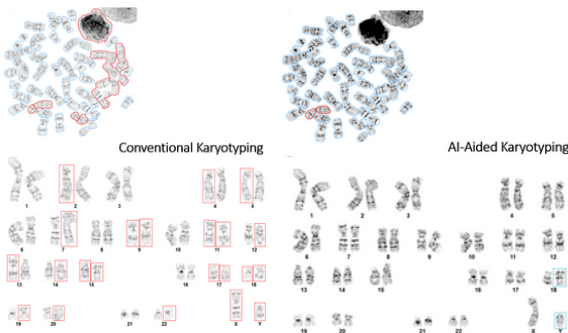 Conventional Karyotyping
AI-Aided Karyotyping
1 2 3 4 5
6 7 8 9 10 11 12
13 14 15 16 17 18
19 20 21 22 X Y
1 2 3 4 5
6 7 8 9 10 11 12
13 14 15 16 17 18
19 20 21 22 X